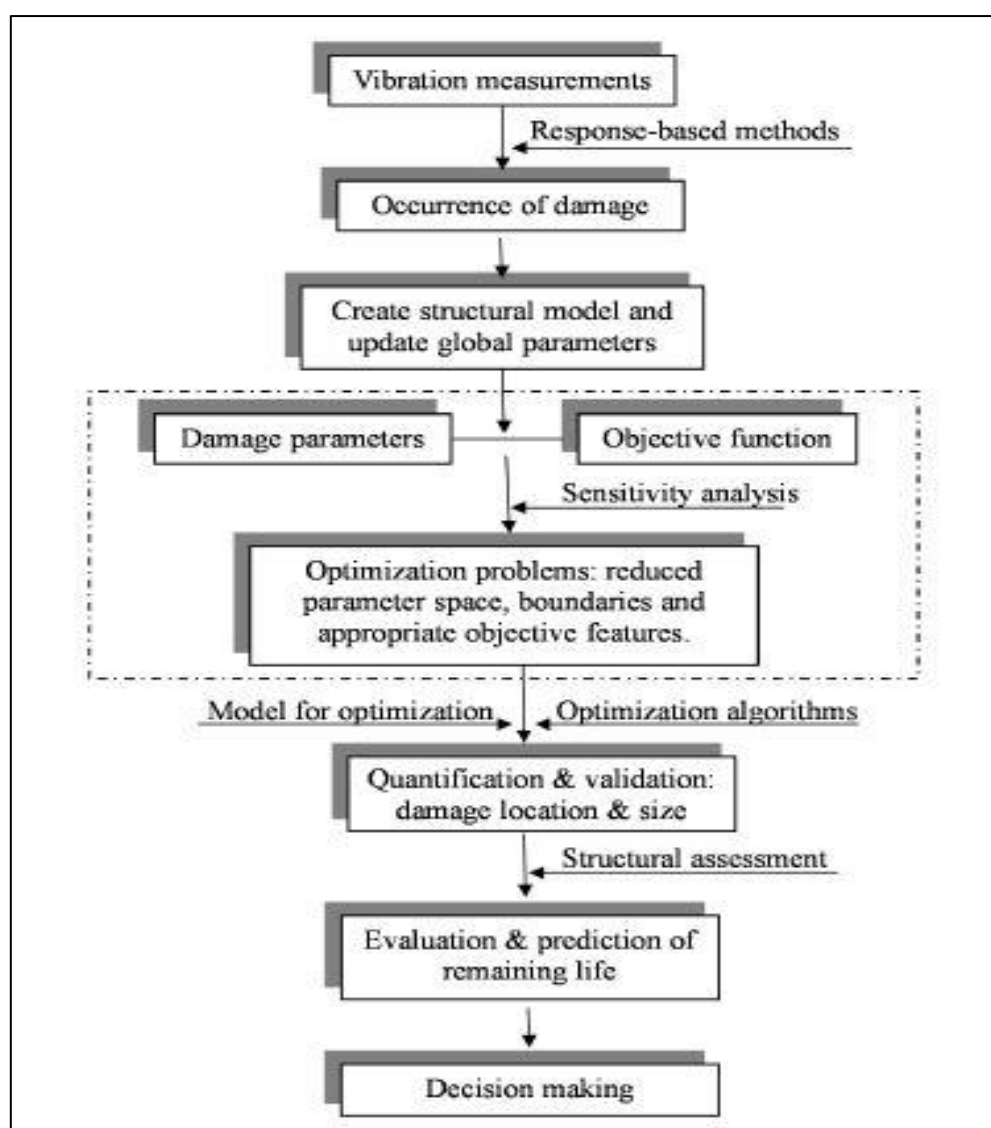 Vibration measurements
Response-based methods
Occurrence of damage
Create structural model and
update global parameters
Damage parameters
Objective function
Sensitivity analysis
Optimization problems: reduced
parameter space, boundaries and
appropriate objective features.
Model for optimization
Optimization algorithms
Quantification & validation:
damage location & size
Structural assessment
Evaluation & prediction of
remaining life
Decision making